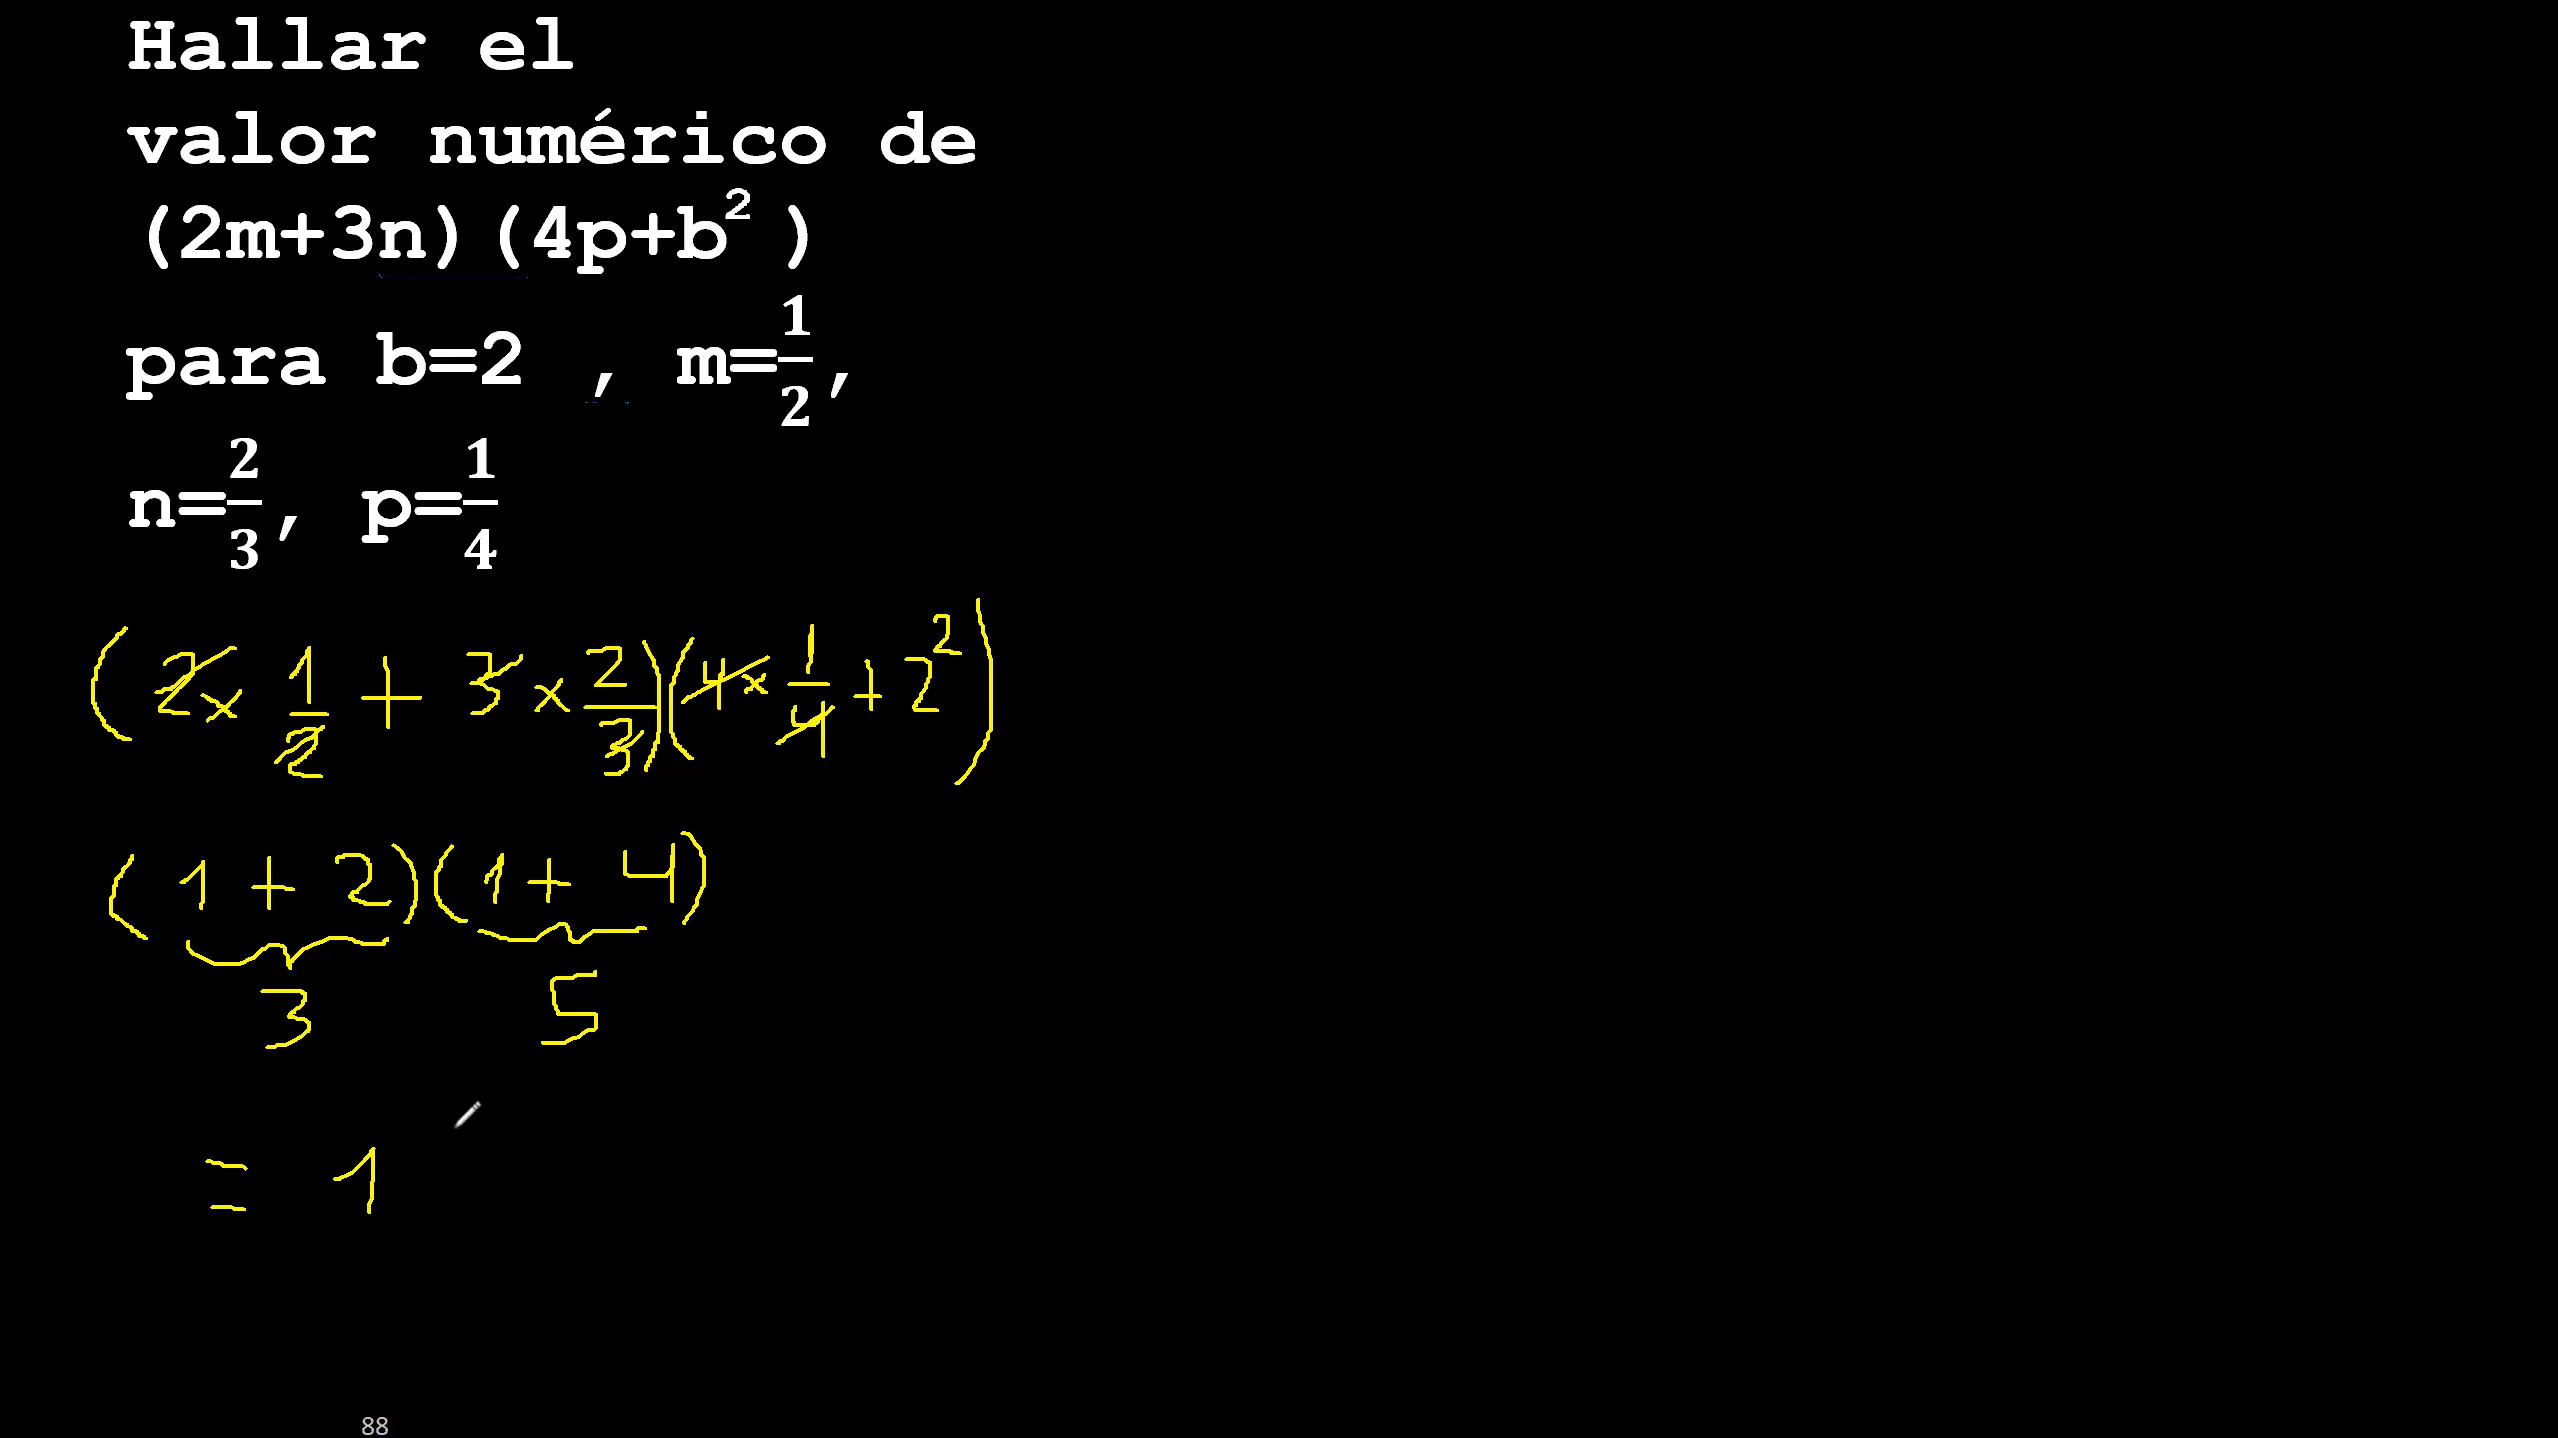 Hallar el
valor numérico de
(2m+3n)(4p+b²)
para b=2 , m=1/2,
n=2/3, p=1/4
(2x 1/2 + 3 x 2/3)(4x 1/4 + 2²)
(1 + 2)(1 + 4)
3 5
= 1
88